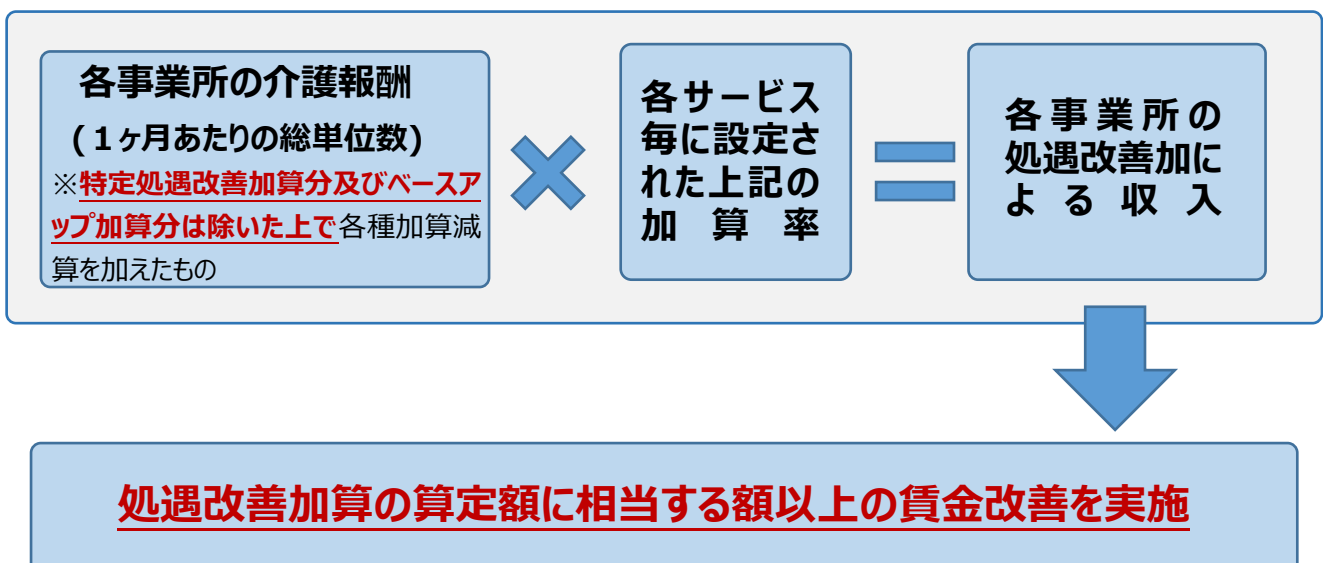 各事業所の介護報酬
(１ヶ月あたりの総単位数)
※特定処遇改善加算分及びベースア
ップ加算分は除いた上で各種加算減
算を加えたもの
各サービス
毎に設定さ
れた上記の
加算率
各事業所の
処遇改善加に
よる収入
処遇改善加算の算定額に相当する額以上の賃金改善を実施